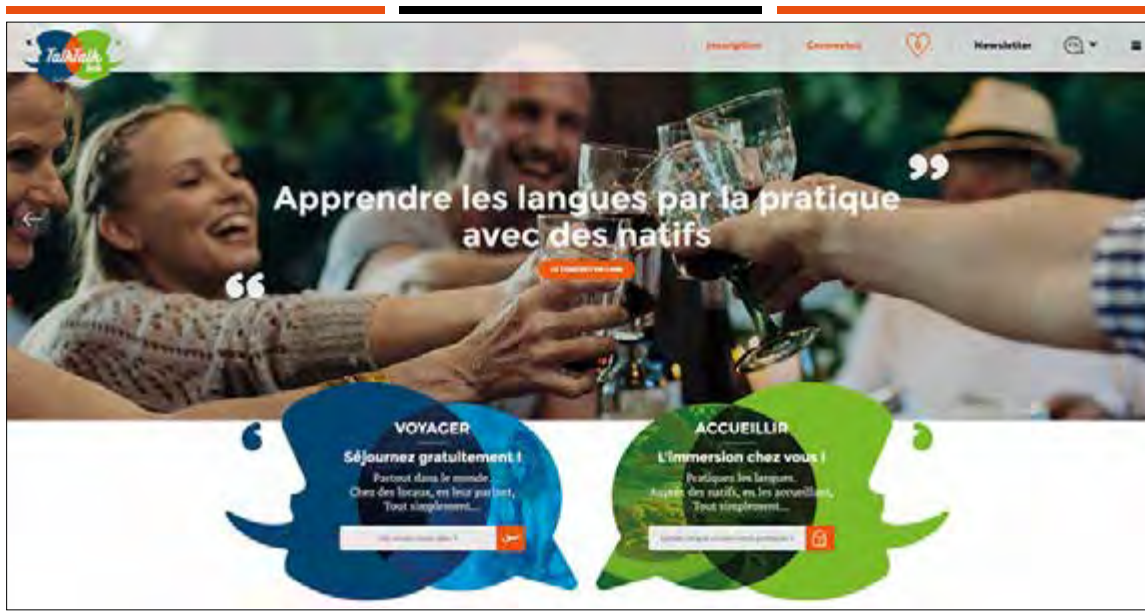 TalkTalk
Inscription
Connexion
Newsletter
Apprendre les langues par la pratique
avec des natifs
VOYAGER
Séjournez gratuitement !
Partout dans le monde.
Chez des locaux, en leur parlant,
Tout simplement...
ACCUEILLIR
L'immersion chez vous !
Pratiquez les langues.
Auprès des natifs, en les accueillant,
Tout simplement...